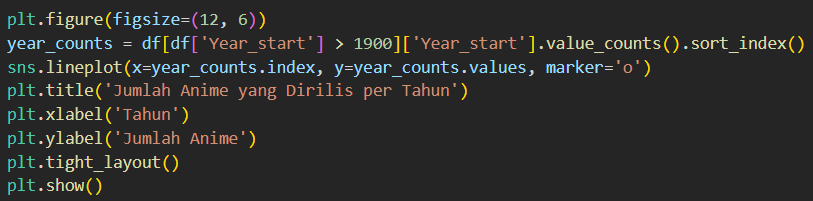 plt.figure(figsize=(12, 6))
year_counts = df[df['Year_start'] > 1900]['Year_start'].value_counts().sort_index()
sns.lineplot(x=year_counts.index, y=year_counts.values, marker='o')
plt.title('Jumlah Anime yang Dirilis per Tahun')
plt.xlabel('Tahun')
plt.ylabel('Jumlah Anime')
plt.tight_layout()
plt.show()